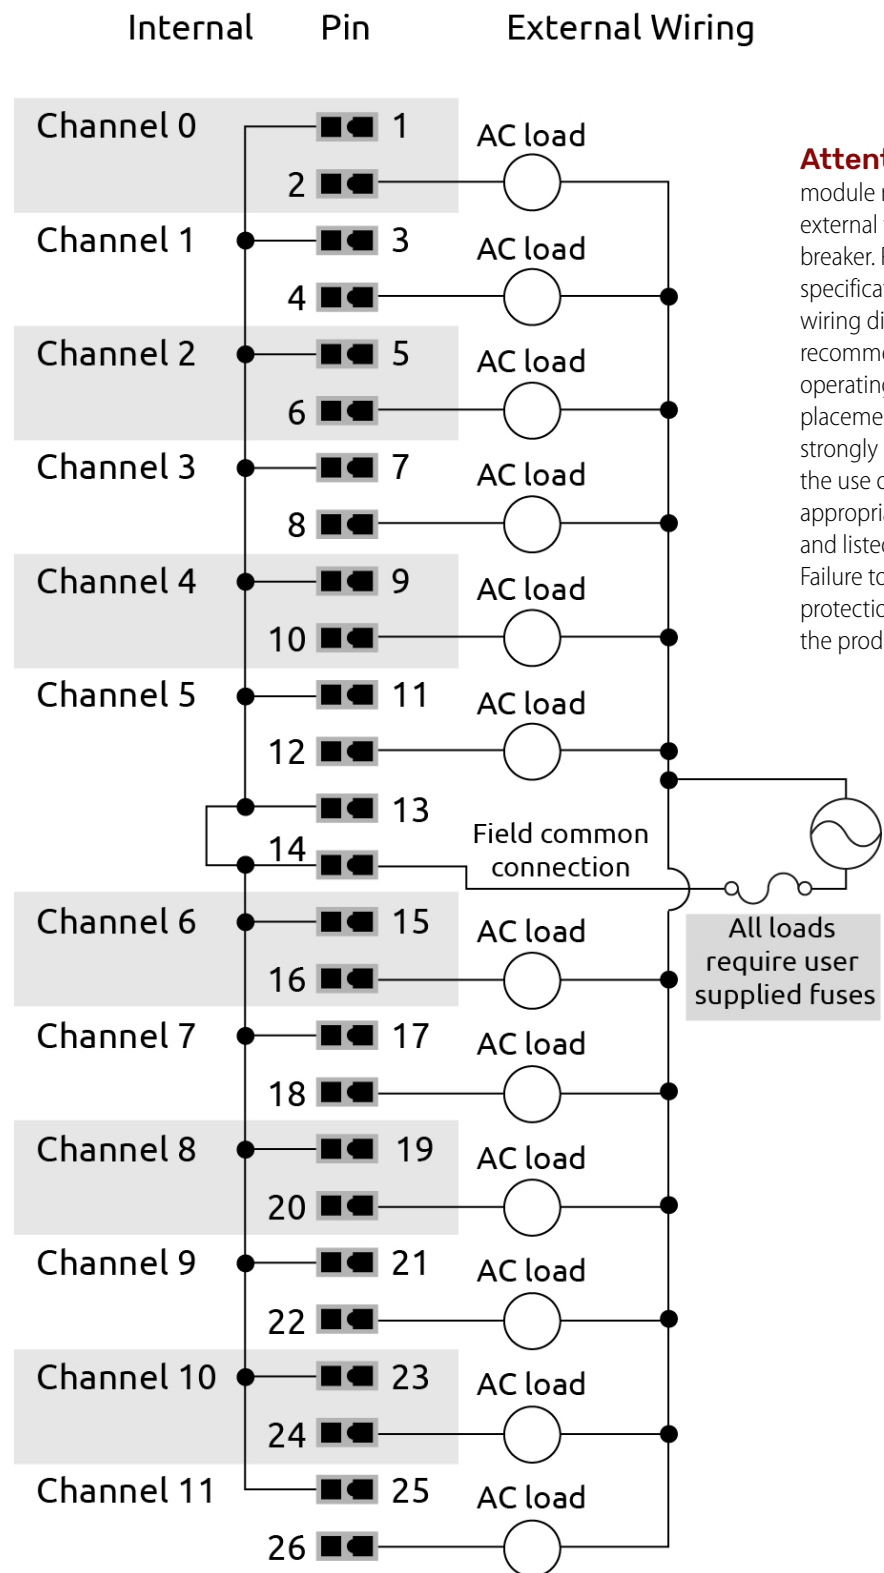 Internal Pin External Wiring
Channel 0 1 AC load
2
Channel 1 3 AC load
4
Channel 2 5 AC load
6
Channel 3 7 AC load
8
Channel 4 9 AC load
10
Channel 5 11 AC load
12
13
14 Field common
connection
Channel 6 15 AC load
16
Channel 7 17 AC load
18
Channel 8 19 AC load
20
Channel 9 21 AC load
22
Channel 10 23 AC load
24
Channel 11 25 AC load
26
All loads
require user
supplied fuses
module
external
breaker.
wiring
operating
strongly
the use
and listed
Failure to
the